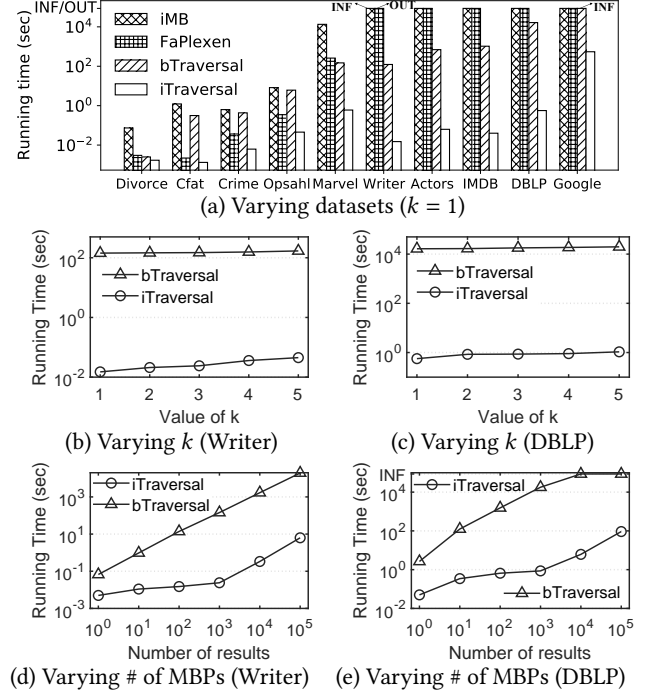 INF/OUT
10^4
10^2
10^0
10^-2
Running time (sec)
iMB
FaPlexen
bTraversal
iTraversal
INF
OUT
INF
Divorce Cfat Crime Opsahl Marvel Writer Actors IMDB DBLP Google
(a) Varying datasets (k = 1)
Running Time (sec)
10^2
10^0
10^-2
bTraversal
iTraversal
1 2 3 4 5
Value of k
(b) Varying k (Writer)
Running Time (sec)
10^4
10^2
10^0
bTraversal
iTraversal
1 2 3 4 5
Value of k
(c) Varying k (DBLP)
Running Time (sec)
10^3
10^1
10^-1
10^-3
iTraversal
bTraversal
10^0 10^1 10^2 10^3 10^4 10^5
Number of results
(d) Varying # of MBPs (Writer)
Running Time (sec)
INF
10^4
10^2
10^0
10^-2
iTraversal
bTraversal
10^0 10^1 10^2 10^3 10^4 10^5
Number of results
(e) Varying # of MBPs (DBLP)